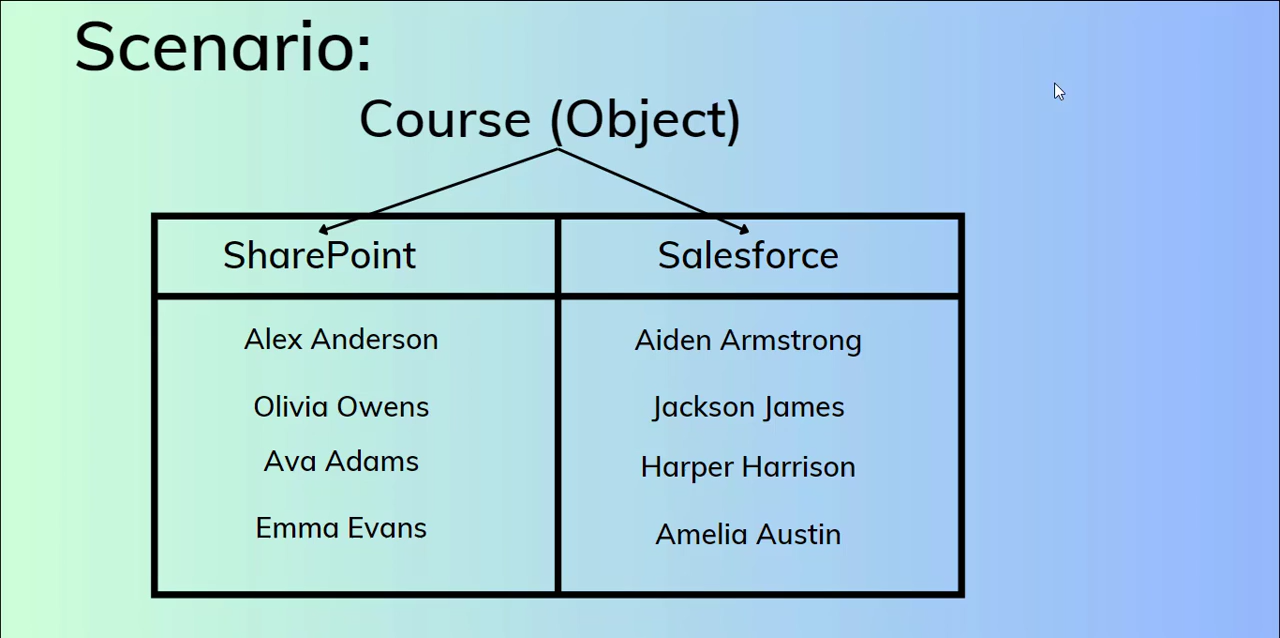 Scenario:
Course (Object)
SharePoint Salesforce
Alex Anderson Aiden Armstrong
Olivia Owens Jackson James
Ava Adams Harper Harrison
Emma Evans Amelia Austin